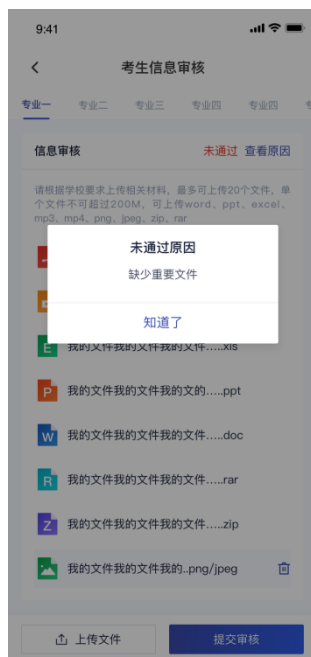 9:41
考生信息审核
专业一 专业二 专业三 专业四 专业四
信息审核 未通过 查看原因
请根据学校要求上传相关材料，最多可上传20个文件，单
个文件不可超过200M，可上传word、ppt、excel、
mp3、mp4、png、jpeg、zip、rar
未通过原因
缺少重要文件
知道了
E 我的文件我的文件我的文件.....xls
P 我的文件我的文件我的文的.....ppt
W 我的文件我的文件我的文件....doc
R 我的文件我的文件我的文件....rar
Z 我的文件我的文件我的文件....zip
我的文件我的文件我的..png/jpeg
上传文件 提交审核